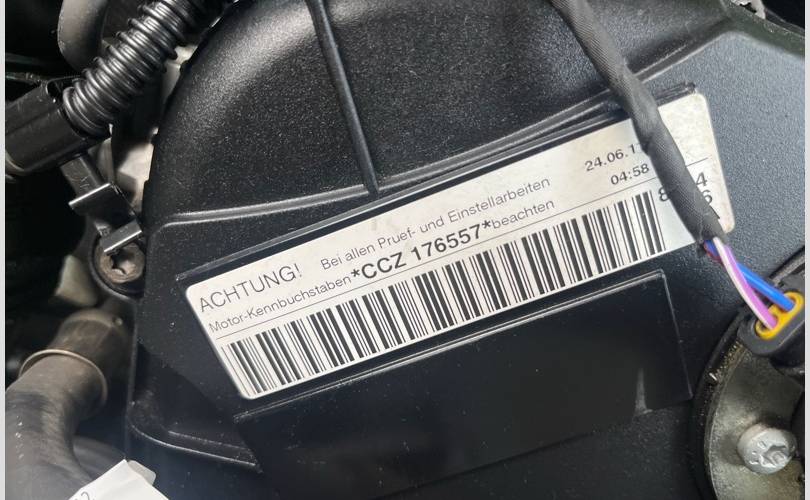 ACHTUNG! Bei allen Pruef- und Einstellarbeiten
Motor-Kennbuchstaben *CCZ 176557* beachten
24.06.1
04:58